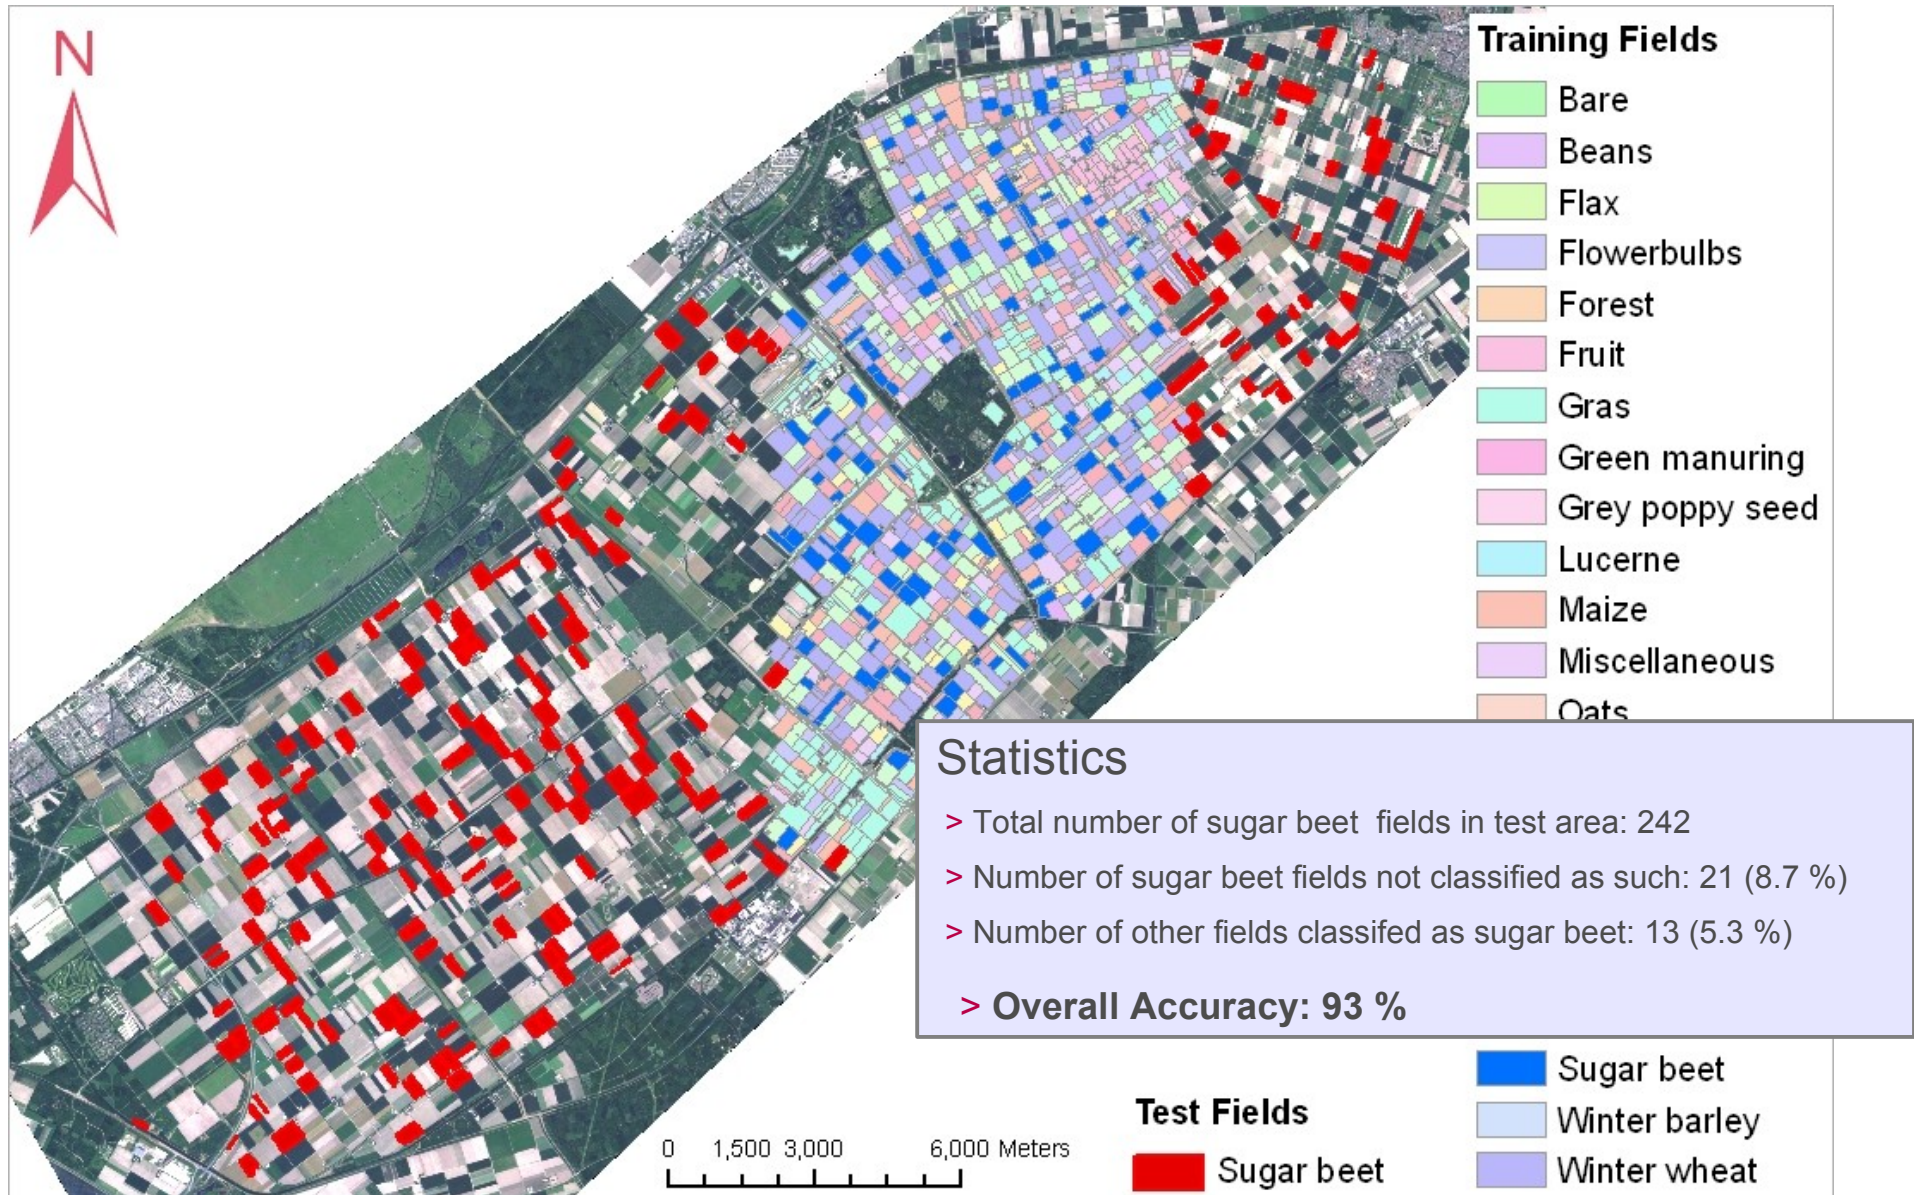 N
Training Fields
Bare
Beans
Flax
Flowerbulbs
Forest
Fruit
Gras
Green manuring
Grey poppy seed
Lucerne
Maize
Miscellaneous
Oats
Statistics
> Total number of sugar beet fields in test area: 242
> Number of sugar beet fields not classified as such: 21 (8.7 %)
> Number of other fields classifed as sugar beet: 13 (5.3 %)
> Overall Accuracy: 93 %
Sugar beet
Winter barley
Winter wheat
Test Fields
Sugar beet
0 1,500 3,000 6,000 Meters